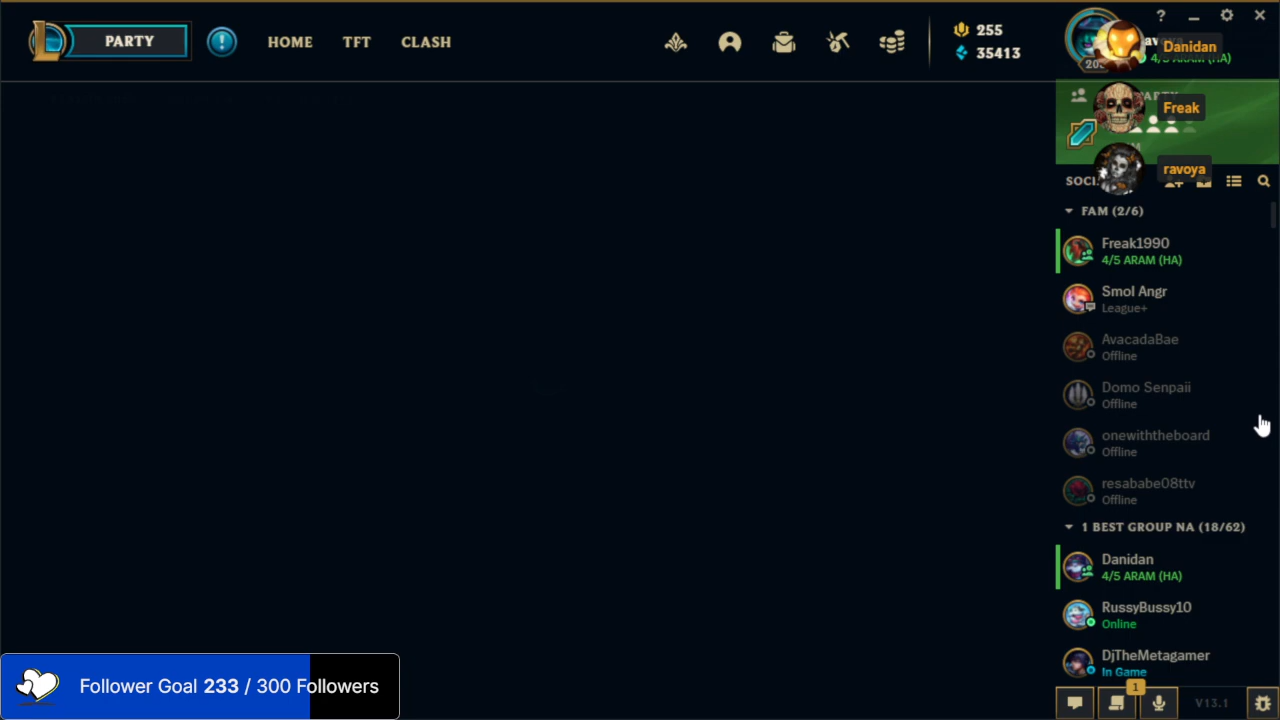 PARTY
HOME
TFT
CLASH
255
35413
?
Danidan
4/5 ARAM (HA)
PARTY
Freak
ravoya
SOCI
FAM (2/6)
Freak1990
4/5 ARAM (HA)
Smol Angr
League+
AvacadaBae
Offline
Domo Senpaii
Offline
onewiththeboard
Offline
resababe08ttv
Offline
1 BEST GROUP NA (18/62)
Danidan
4/5 ARAM (HA)
RussyBussy10
Online
DjTheMetagamer
In Game
1
V13.1
Follower Goal 233 / 300 Followers